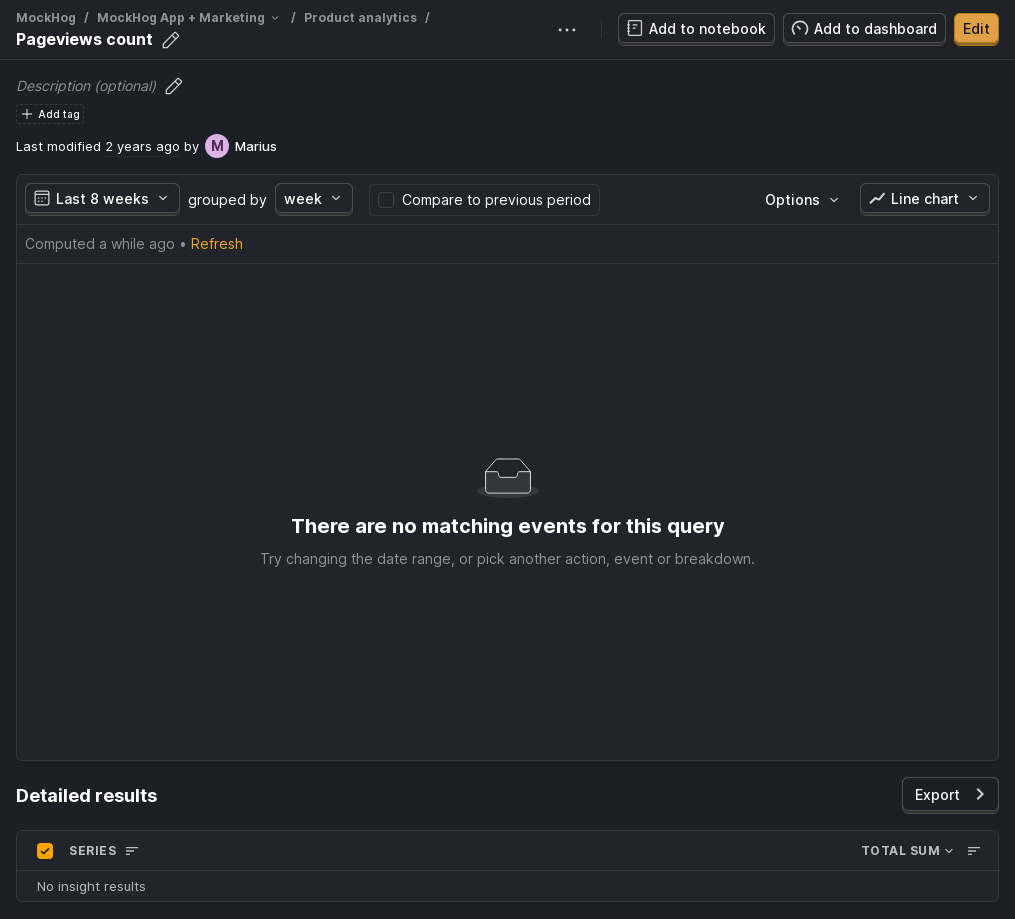 MockHog / MockHog App + Marketing / Product analytics /
Pageviews count
Add to notebook
Add to dashboard
Edit
Description (optional)
Add tag
Last modified 2 years ago by M Marius
Last 8 weeks grouped by week Compare to previous period Options Line chart
Computed a while ago • Refresh
There are no matching events for this query
Try changing the date range, or pick another action, event or breakdown.
Detailed results
Export
SERIES TOTAL SUM
No insight results